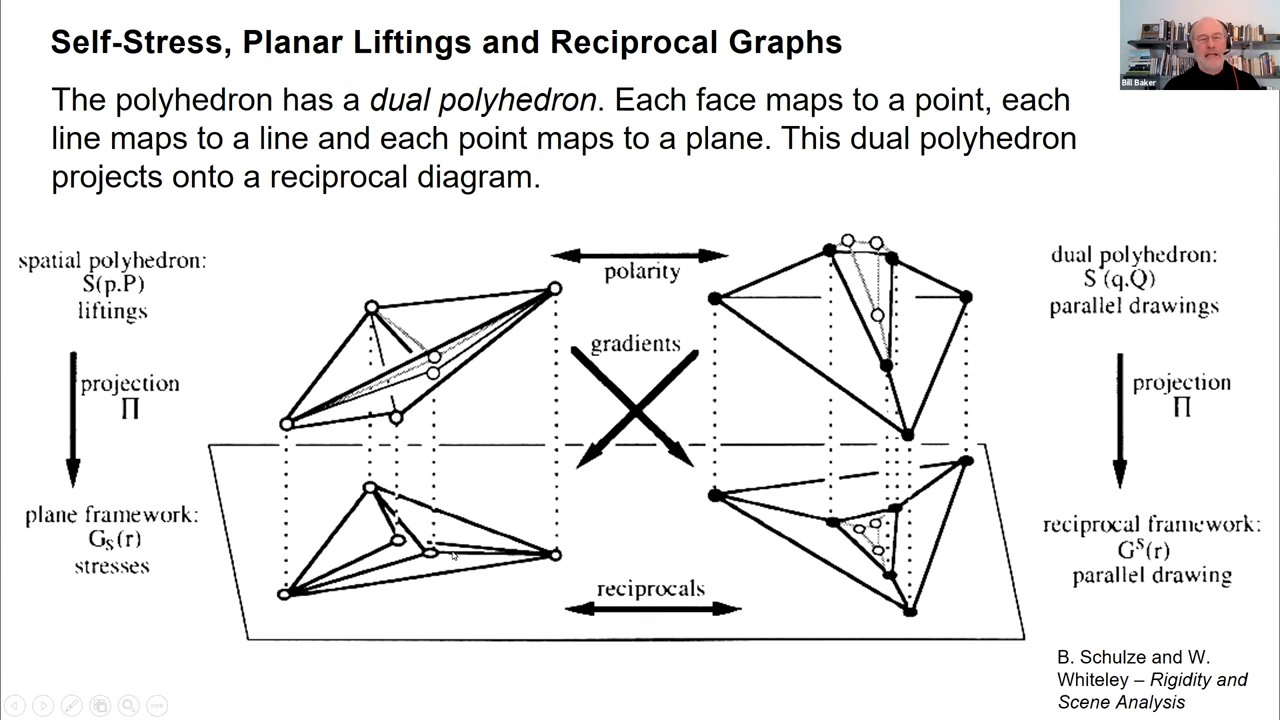 Self-Stress, Planar Liftings and Reciprocal Graphs
Bill Baker
The polyhedron has a dual polyhedron. Each face maps to a point, each
line maps to a line and each point maps to a plane. This dual polyhedron
projects onto a reciprocal diagram.
spatial polyhedron:
S(p.P)
liftings
polarity
dual polyhedron:
S'(q.Q)
parallel drawings
gradients
projection
Π
projection
Π
plane framework:
G_S(r)
stresses
reciprocals
reciprocal framework:
G^S(r)
parallel drawing
B. Schulze and W.
Whiteley – Rigidity and
Scene Analysis